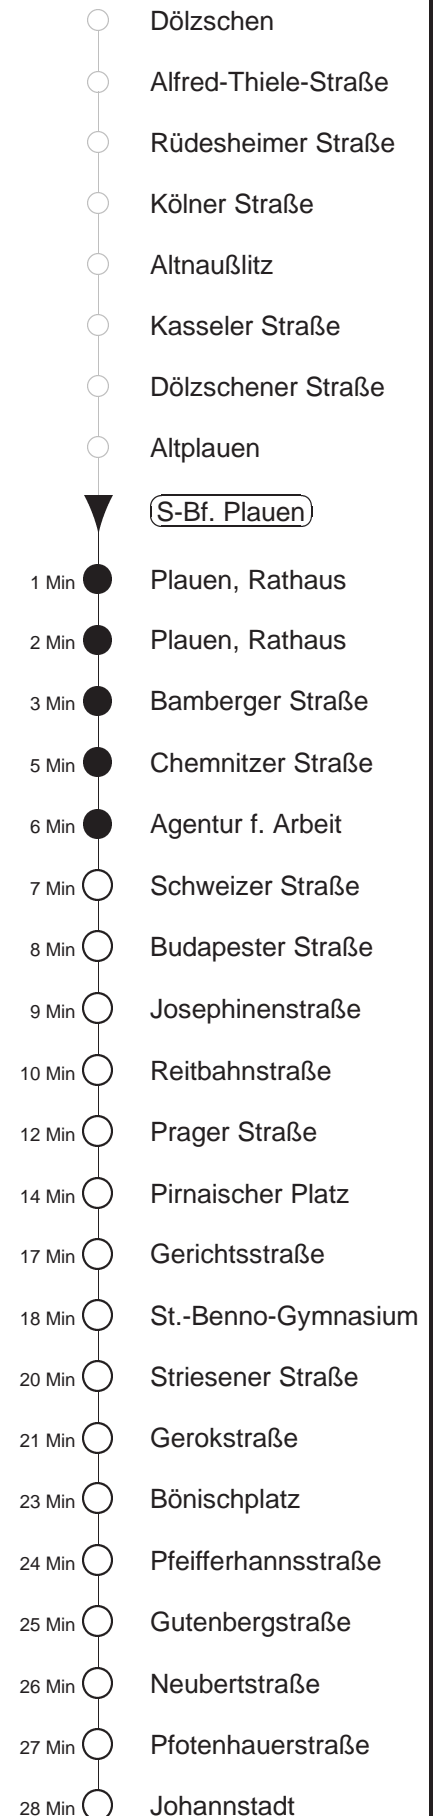 Dölzschen
Alfred-Thiele-Straße
Rüdesheimer Straße
Kölner Straße
Altnaußlitz
Kasseler Straße
Dölzschener Straße
Altplauen
S-Bf. Plauen
1 Min Plauen, Rathaus
2 Min Plauen, Rathaus
3 Min Bamberger Straße
5 Min Chemnitzer Straße
6 Min Agentur f. Arbeit
7 Min Schweizer Straße
8 Min Budapester Straße
9 Min Josephinenstraße
10 Min Reitbahnstraße
12 Min Prager Straße
14 Min Pirnaischer Platz
17 Min Gerichtsstraße
18 Min St.-Benno-Gymnasium
20 Min Striesener Straße
21 Min Gerokstraße
23 Min Bönischplatz
24 Min Pfeifferhannsstraße
25 Min Gutenbergstraße
26 Min Neubertstraße
27 Min Pfotenhauerstraße
28 Min Johannstadt